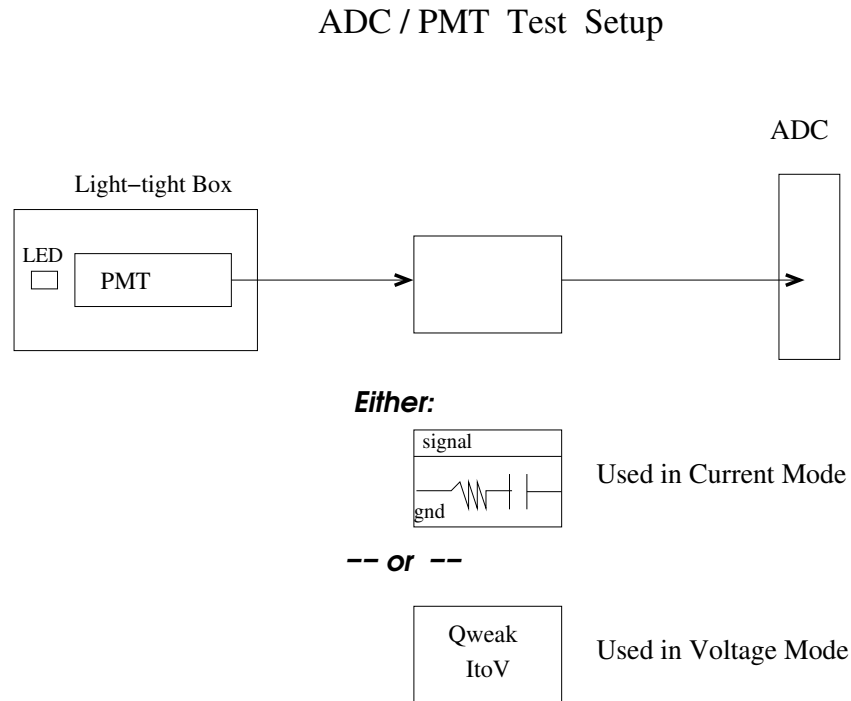 ADC / PMT Test Setup
ADC
Light−tight Box
LED
PMT
Either:
signal
gnd
Used in Current Mode
−− or −−
Qweak
ItoV
Used in Voltage Mode